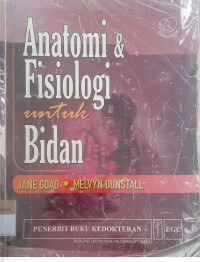 Anatomi &
Fisiologi
untuk
Bidan
JANE COAD • MELVYN DUNSTALL
PENERBIT BUKU KEDOKTERAN EGC